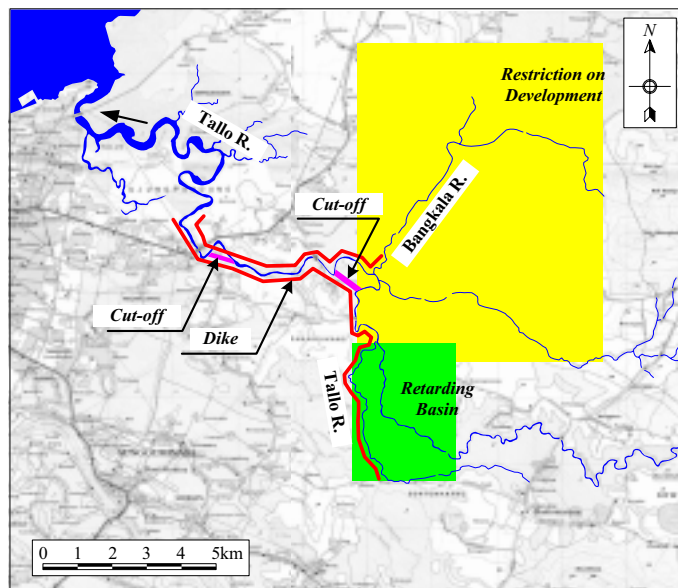 N
Restriction on
Development
Tallo R.
Bangkala R.
Cut-off
Cut-off
Dike
Tallo R.
Retarding
Basin
0 1 2 3 4 5km